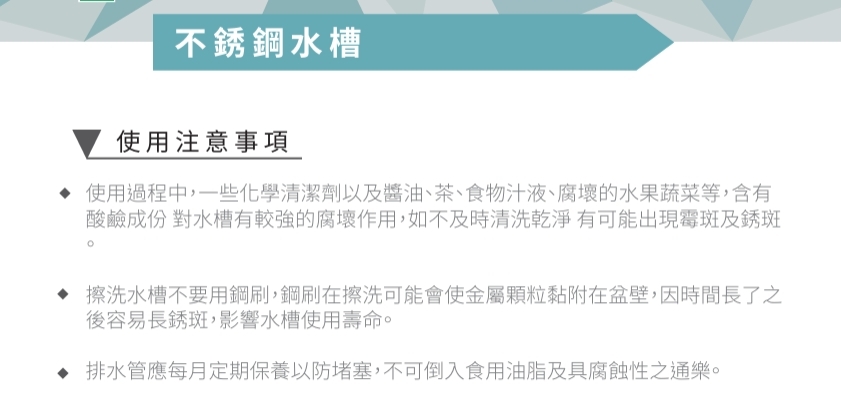 不銹鋼水槽
使用注意事項
◆ 使用過程中，一些化學清潔劑以及醬油、茶、食物汁液、腐壞的水果蔬菜等，含有
酸鹼成份 對水槽有較強的腐壞作用，如不及時清洗乾淨 有可能出現霉斑及銹斑
。
◆ 擦洗水槽不要用鋼刷，鋼刷在擦洗可能會使金屬顆粒黏附在盆壁，因時間長了之
後容易長銹斑，影響水槽使用壽命。
◆ 排水管應每月定期保養以防堵塞，不可倒入食用油脂及具腐蝕性之通樂。